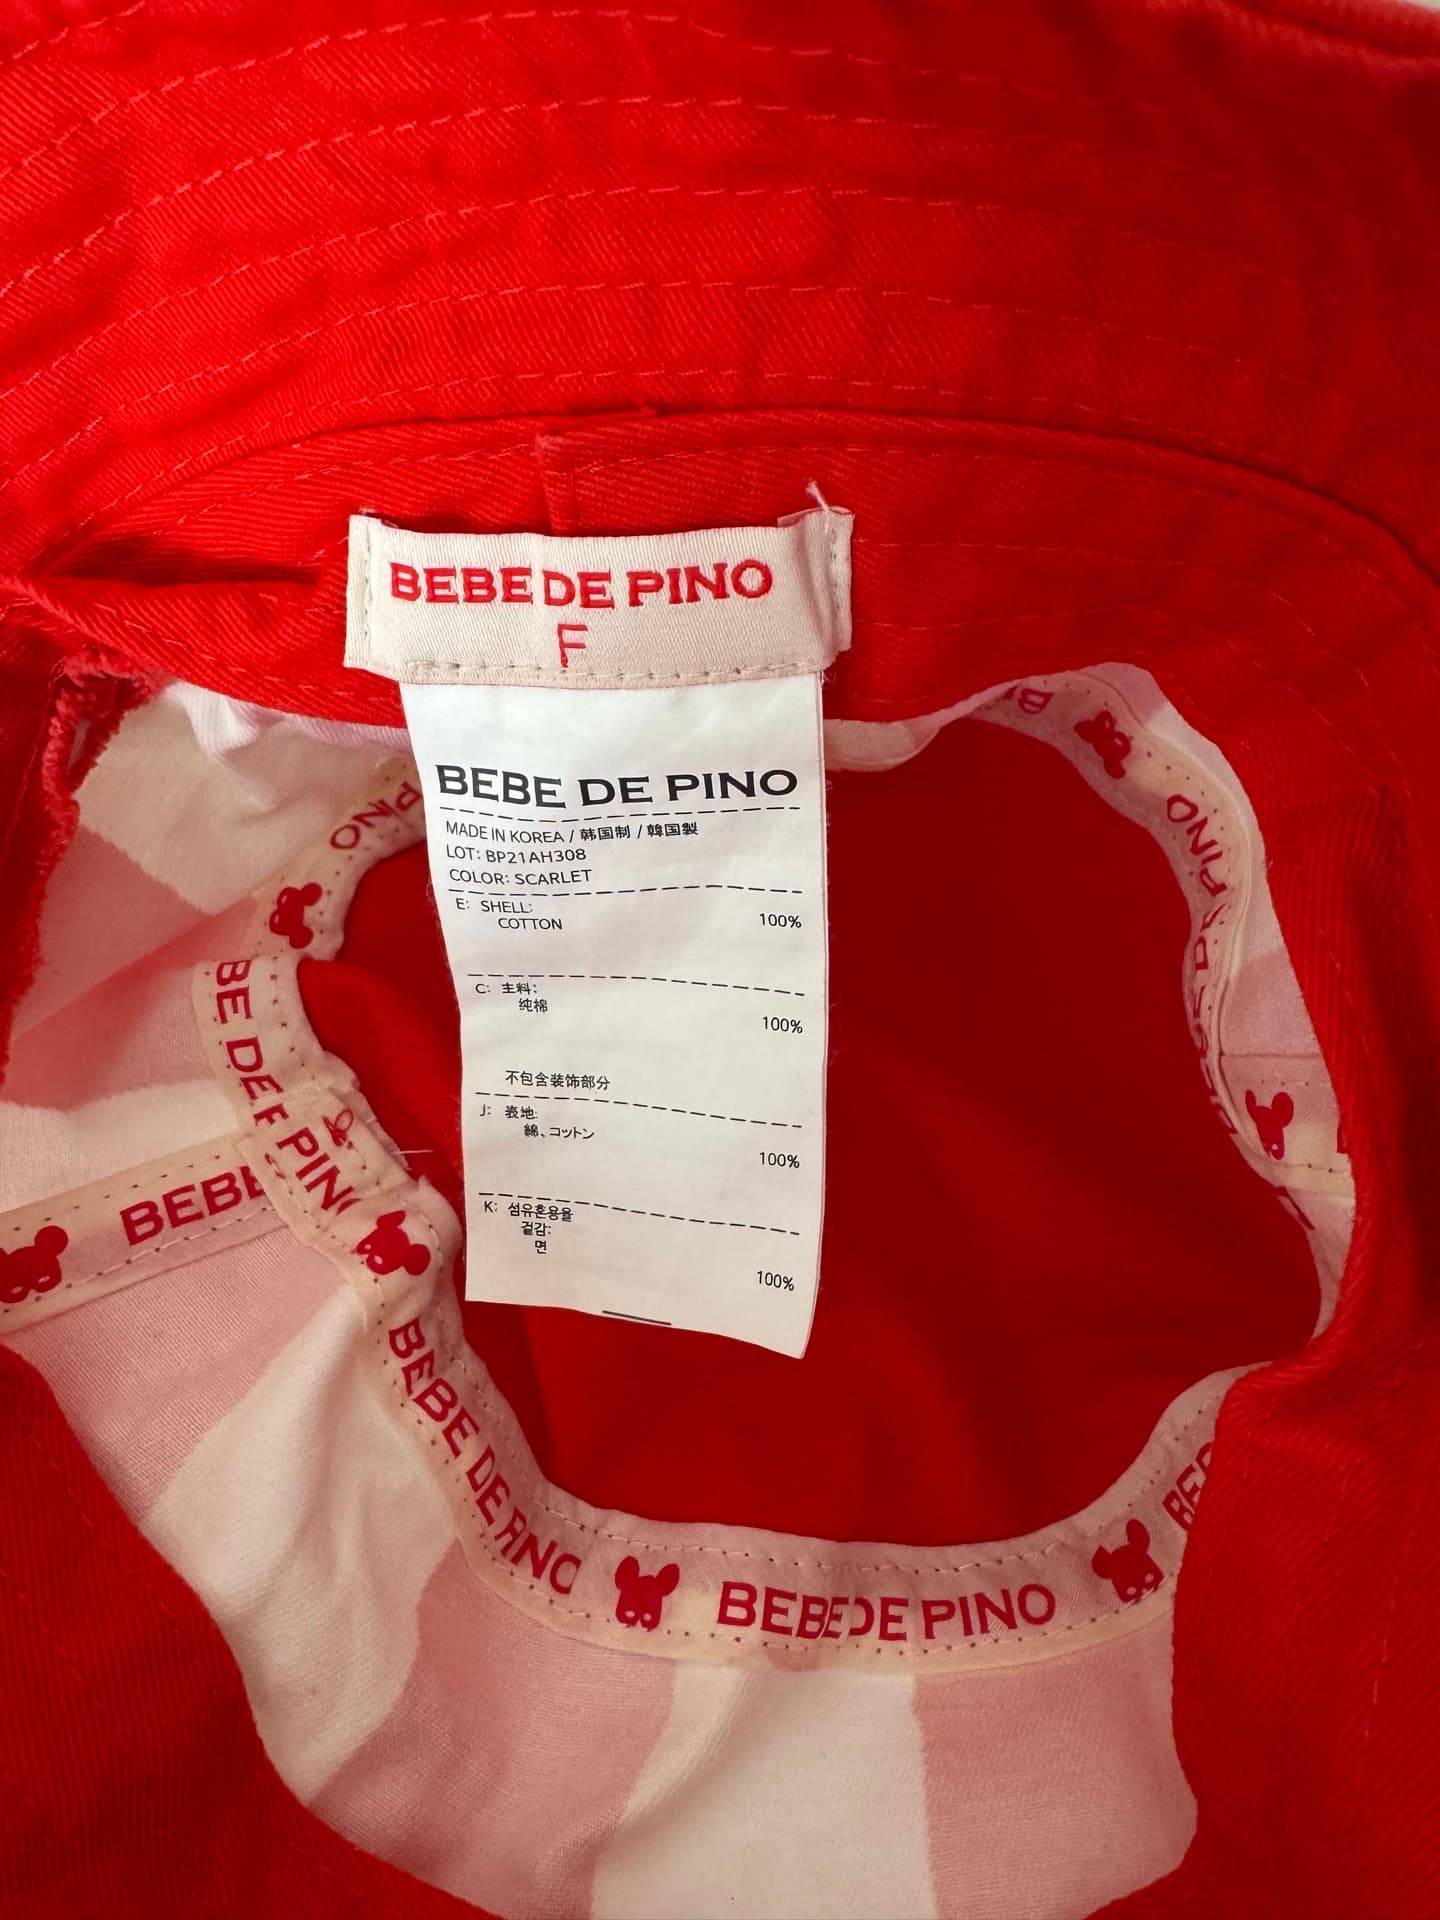 BEBE DE PINO
F
BEBE DE PINO
MADE IN KOREA / 韩国制 / 韓国製
LOT: BP21AH308
COLOR: SCARLET
E: SHELL:
COTTON 100%
C: 主料:
纯棉
100%
不包含装饰部分
J: 表地:
綿、コットン
100%
K: 섬유혼용율
겉감:
면
100%
PINO
BE DE PINO
BEBE
BEBE DE PINO
BEBE DE PINO
PINO